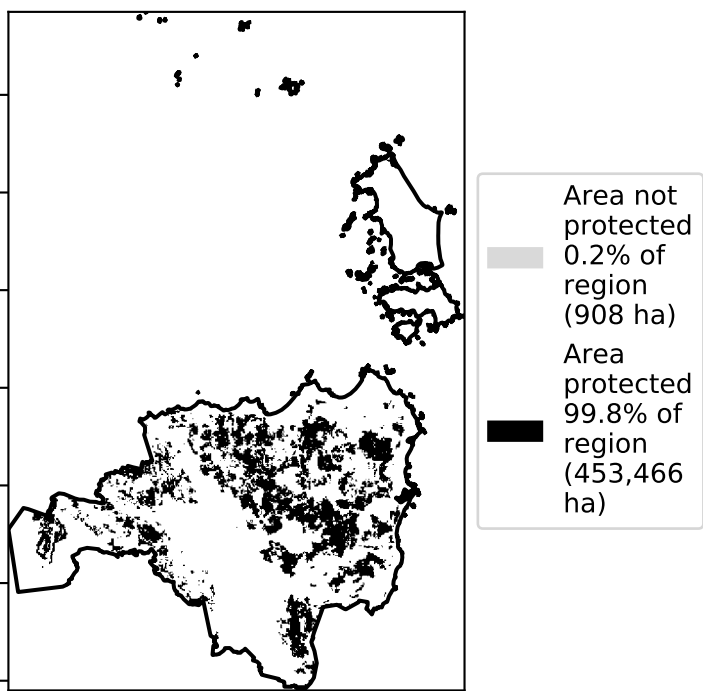 Area not
protected
0.2% of
region
(908 ha)
Area
protected
99.8% of
region
(453,466
ha)